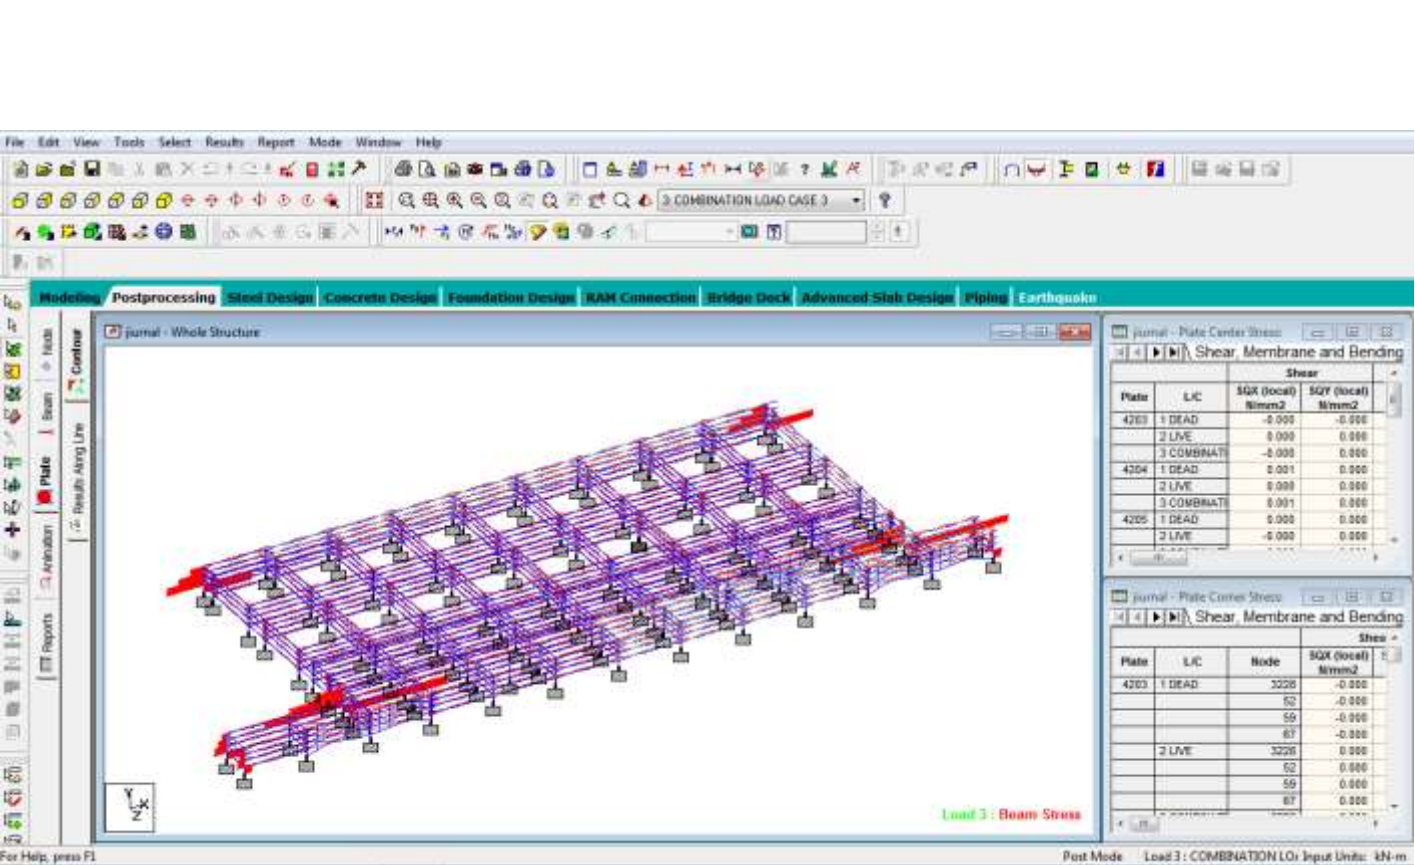 File Edit View Tools Select Results Report Mode Window Help
3 COMBINATION LOAD CASE 3
Modeling Postprocessing Steel Design Concrete Design Foundation Design RAM Connection Bridge Deck Advanced Slab Design Piping Earthquake
Node
Beam
Plate
Animation
Reports
Contour
Results Along Line
jiurnal - Whole Structure
Y
X
Z
Load 3 : Beam Stress
jiurnal - Plate Center Stress
Shear, Membrane and Bending
Shear
Plate L/C SQX (local) N/mm2 SQY (local) N/mm2
4203 1 DEAD -0.000 -0.000
2 LIVE 0.000 0.000
3 COMBINATI -0.000 0.000
4204 1 DEAD 0.001 0.000
2 LIVE 0.000 0.000
3 COMBINATI 0.001 0.000
4205 1 DEAD 0.000 0.000
2 LIVE -0.000 0.000
jiurnal - Plate Corner Stress
Shear, Membrane and Bending
Shea
Plate L/C Node SQX (local) N/mm2
4203 1 DEAD 3226 -0.000
52 -0.000
59 -0.000
67 -0.000
2 LIVE 3226 0.000
52 0.000
59 0.000
67 0.000
For Help, press F1
Post Mode Load 3 : COMBINATION LO Input Units: kN-m